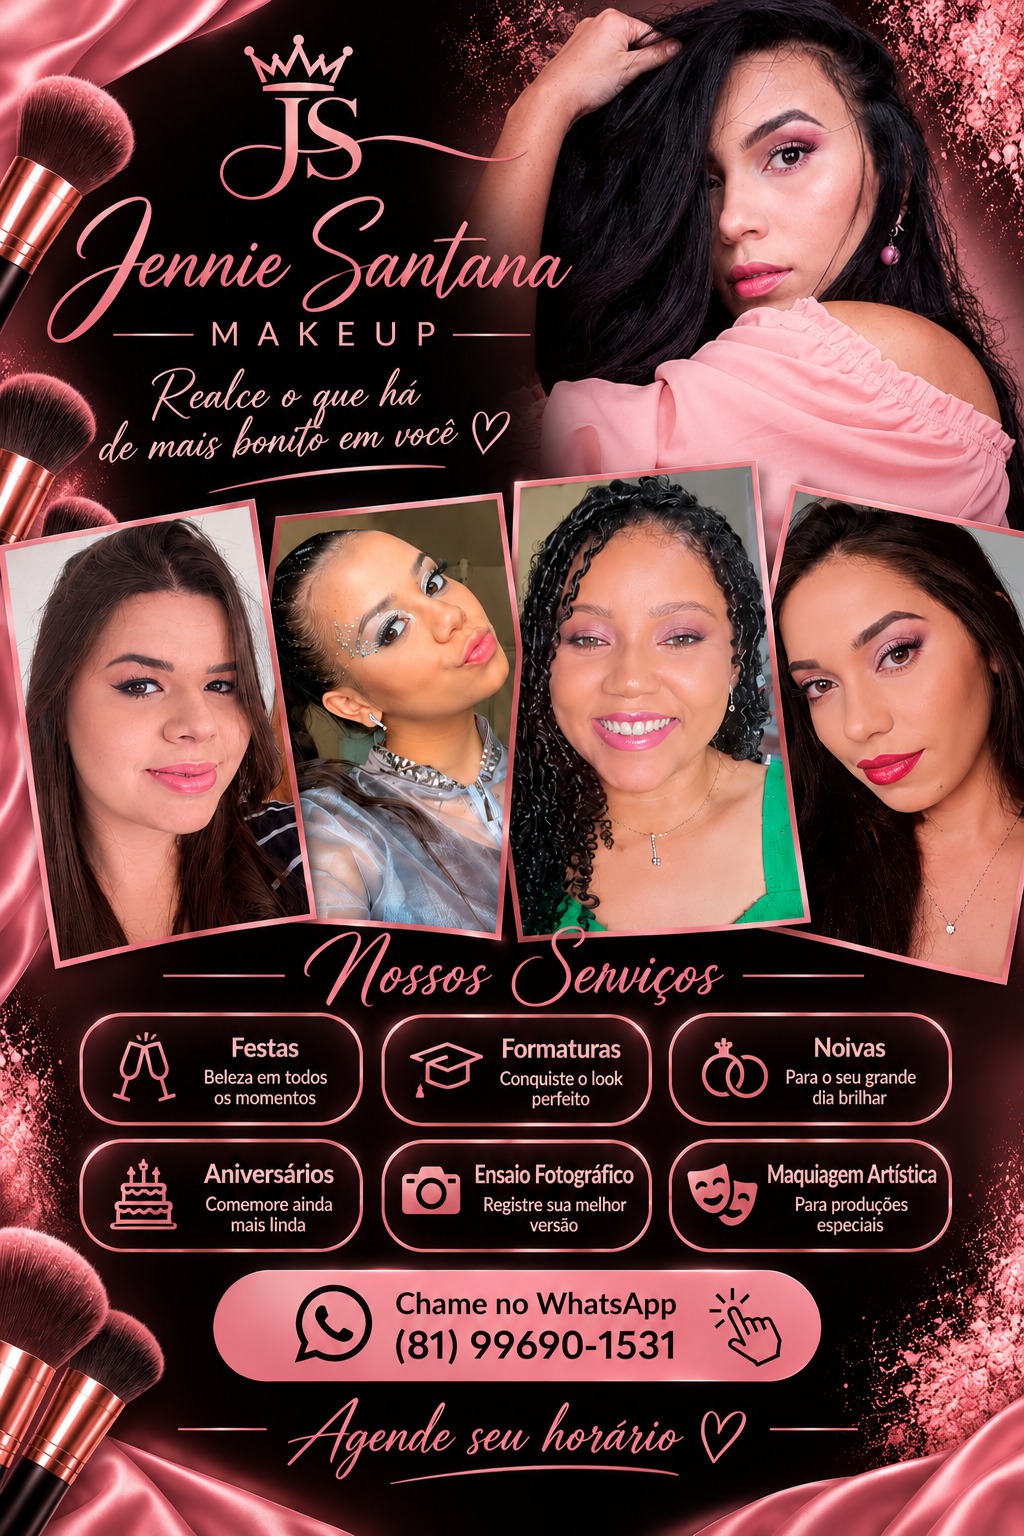 JS
Jennie Santana
MAKEUP
Realce o que há
de mais bonito em você
Nossos Serviços
Festas
Beleza em todos
os momentos
Formaturas
Conquiste o look
perfeito
Noivas
Para o seu grande
dia brilhar
Aniversários
Comemore ainda
mais linda
Ensaio Fotográfico
Registre sua melhor
versão
Maquiagem Artística
Para produções
especiais
Chame no WhatsApp
(81) 99690-1531
Agende seu horário